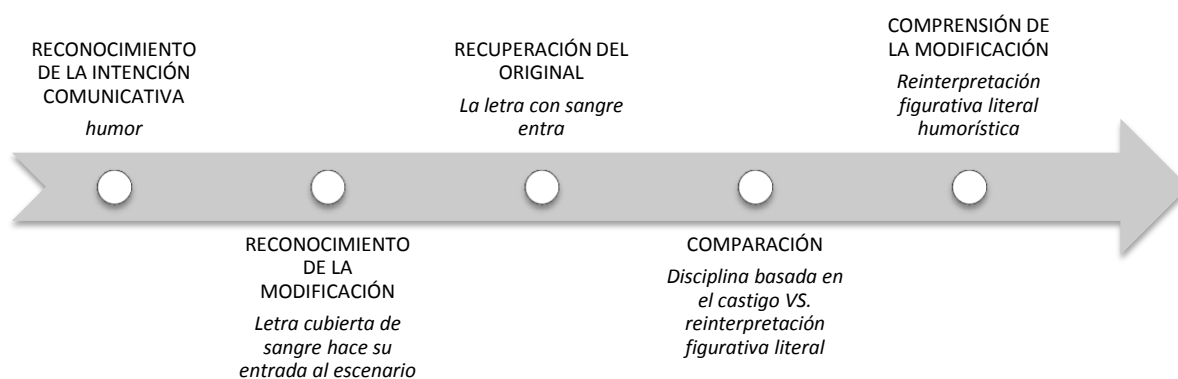 RECONOCIMIENTO
DE LA INTENCIÓN
COMUNICATIVA
humor
RECONOCIMIENTO
DE LA
MODIFICACIÓN
Letra cubierta de
sangre hace su
entrada al escenario
RECUPERACIÓN DEL
ORIGINAL
La letra con sangre
entra
COMPARACIÓN
Disciplina basada en
el castigo VS.
reinterpretación
figurativa literal
COMPRENSIÓN DE
LA MODIFICACIÓN
Reinterpretación
figurativa literal
humorística